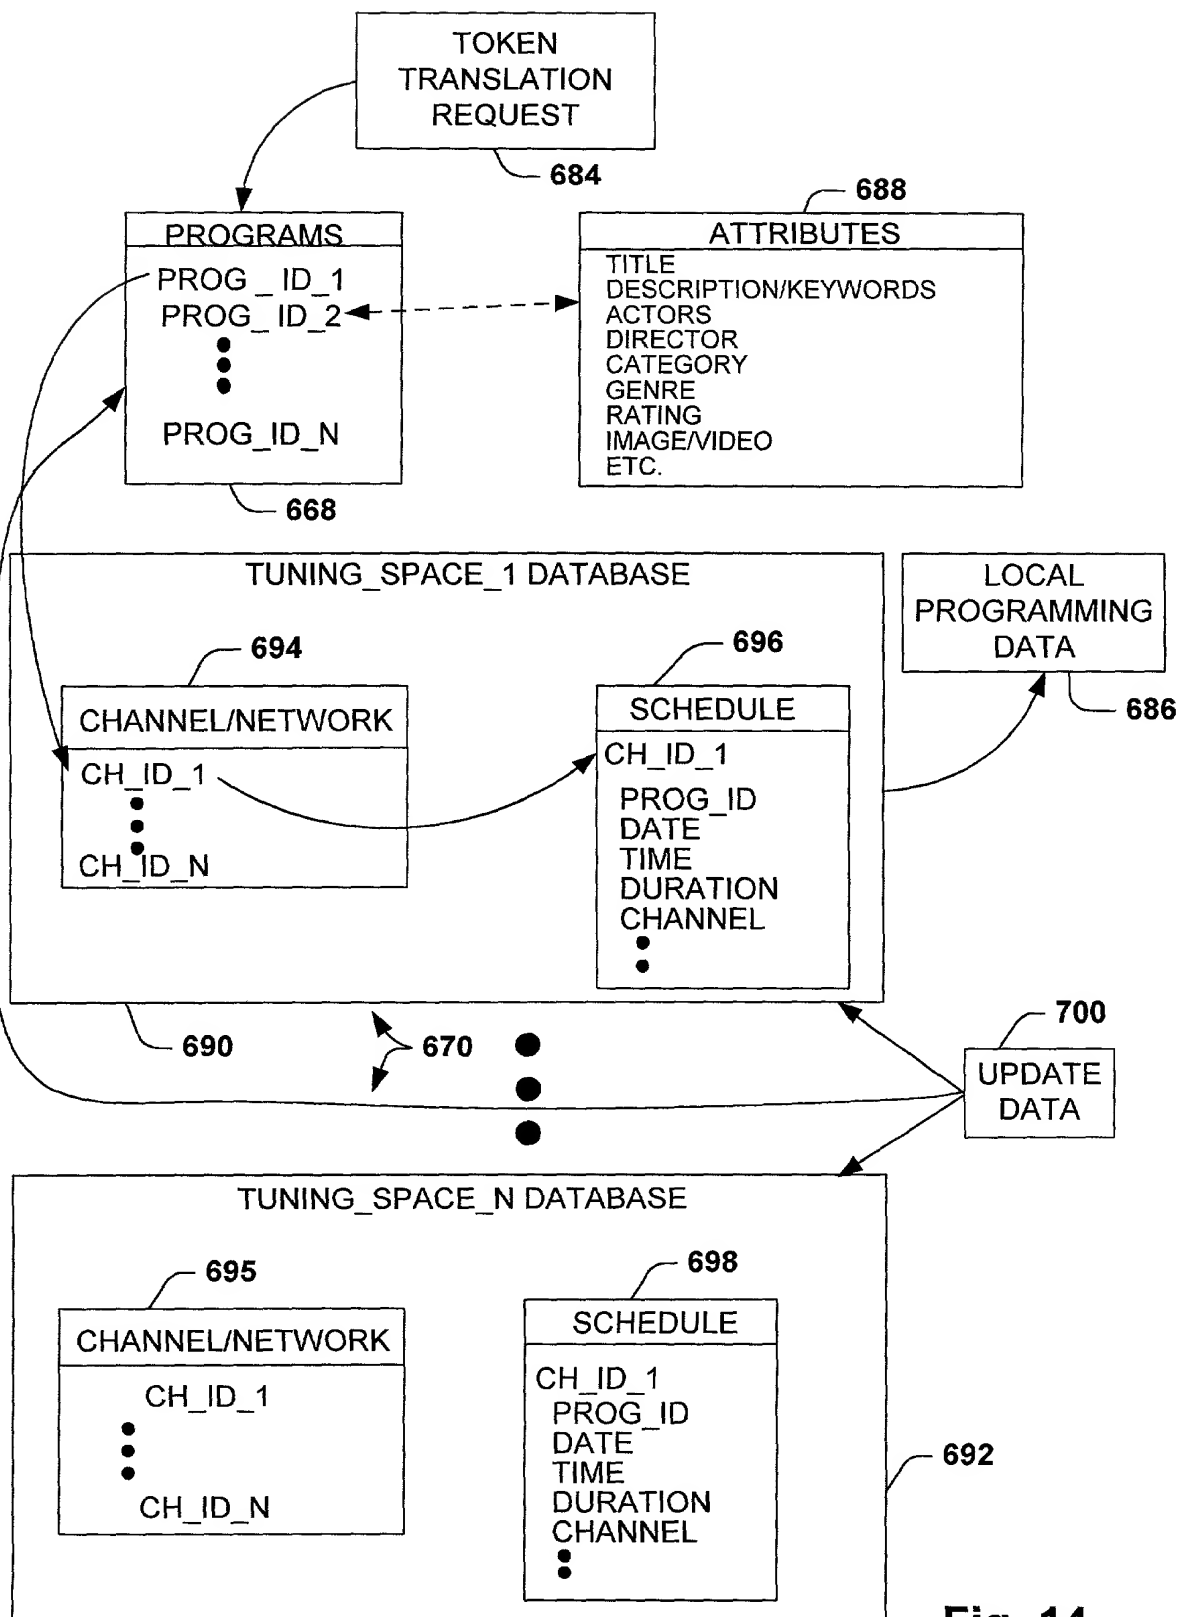 TOKEN
TRANSLATION
REQUEST
684
688
PROGRAMS
PROG_ID_1
PROG_ID_2
PROG_ID_N
668
ATTRIBUTES
TITLE
DESCRIPTION/KEYWORDS
ACTORS
DIRECTOR
CATEGORY
GENRE
RATING
IMAGE/VIDEO
ETC.
TUNING_SPACE_1 DATABASE
LOCAL
PROGRAMMING
DATA
686
694
CHANNEL/NETWORK
CH_ID_1
CH_ID_N
696
SCHEDULE
CH_ID_1
PROG_ID
DATE
TIME
DURATION
CHANNEL
690
670
700
UPDATE
DATA
TUNING_SPACE_N DATABASE
695
CHANNEL/NETWORK
CH_ID_1
CH_ID_N
698
SCHEDULE
CH_ID_1
PROG_ID
DATE
TIME
DURATION
CHANNEL
692
Fig. 14